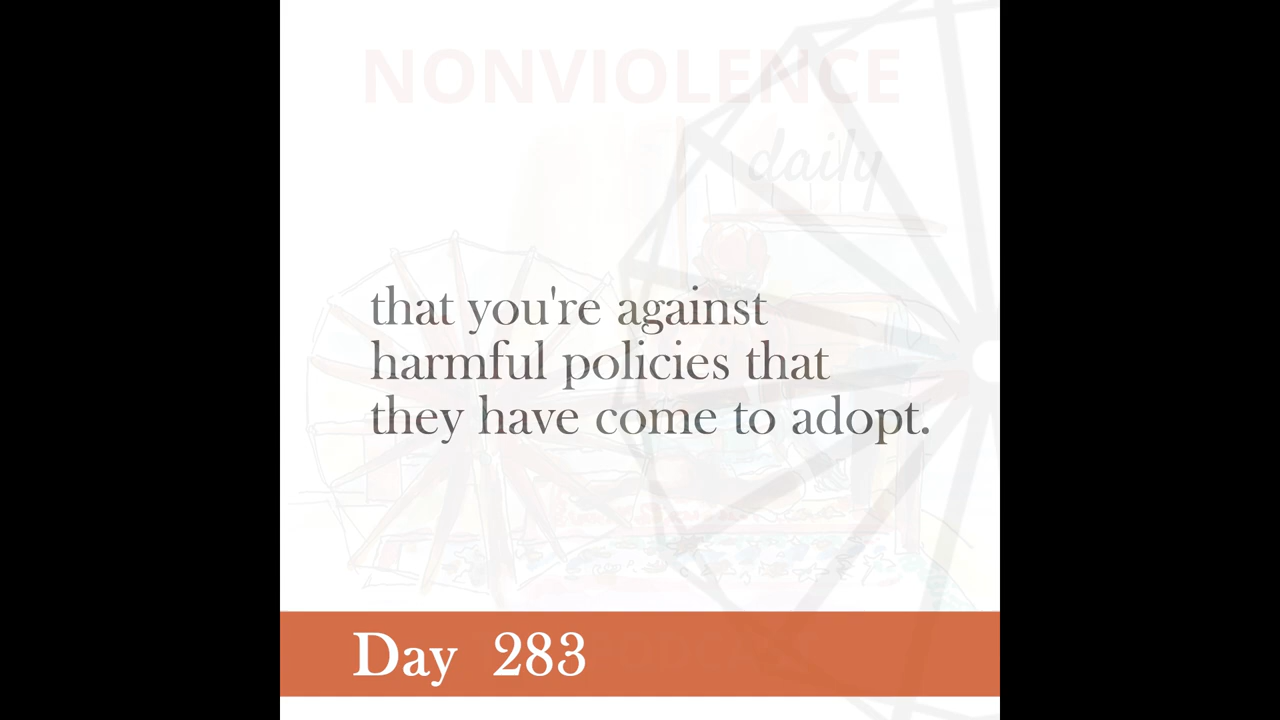 NONVIOLENCE
daily
that you're against
harmful policies that
they have come to adopt.
Day 283